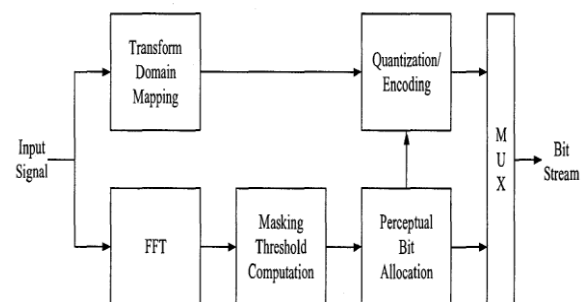 Transform
Domain
Mapping
Quantization/
Encoding
Input
Signal
M
U
X
Bit
Stream
FFT
Masking
Threshold
Computation
Perceptual
Bit
Allocation